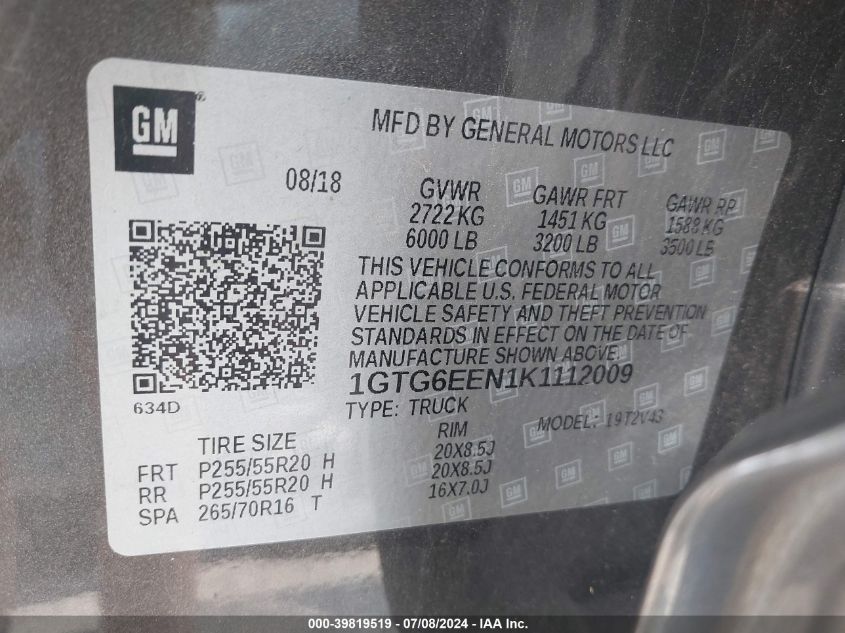 GM
MFD BY GENERAL MOTORS LLC
08/18
GVWR GAWR FRT GAWR RR
2722 KG 1451 KG 1588 KG
6000 LB 3200 LB 3500 LB
THIS VEHICLE CONFORMS TO ALL
APPLICABLE U.S. FEDERAL MOTOR
VEHICLE SAFETY AND THEFT PREVENTION
STANDARDS IN EFFECT ON THE DATE OF
MANUFACTURE SHOWN ABOVE.
1GTG6EEN1K1112009
634D
TYPE: TRUCK MODEL: 19T2V43
TIRE SIZE RIM
FRT P255/55R20 H 20X8.5J
RR P255/55R20 H 20X8.5J
SPA 265/70R16 T 16X7.0J
000-39819519 - 07/08/2024 - IAA Inc.